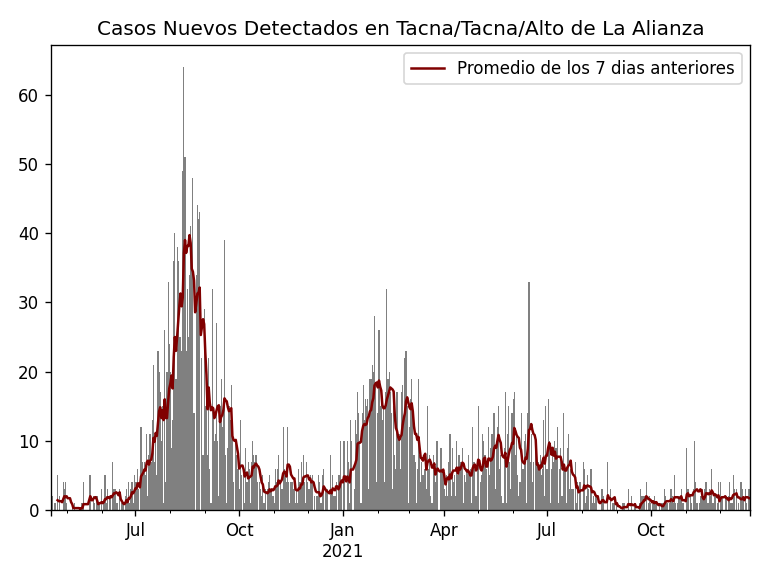 Casos Nuevos Detectados en Tacna/Tacna/Alto de La Alianza
Promedio de los 7 dias anteriores
60
50
40
30
20
10
0
Jul
Oct
Jan
2021
Apr
Jul
Oct